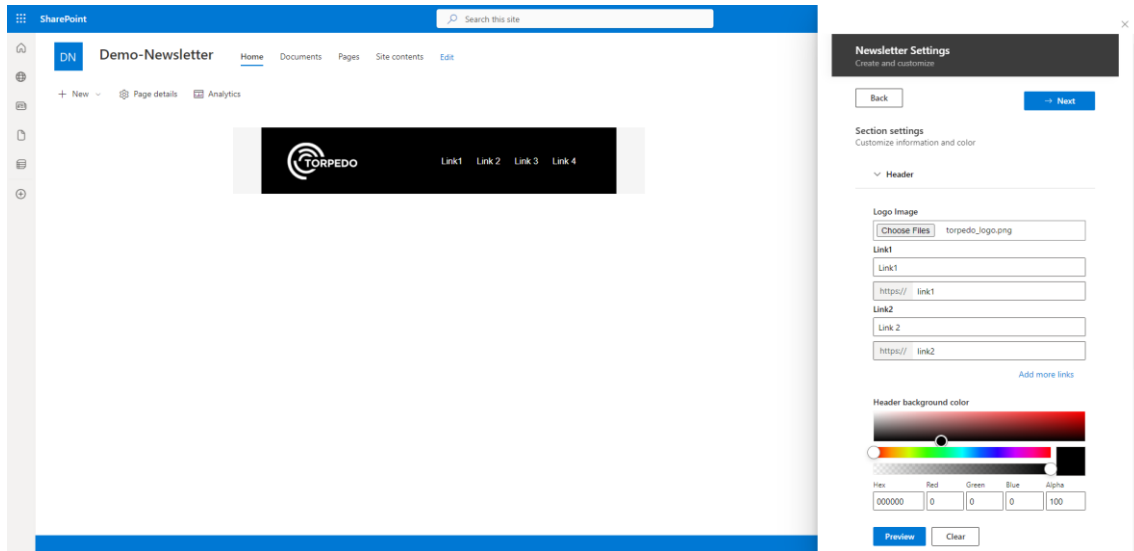 SharePoint
Search this site
DN
Demo-Newsletter
Home Documents Pages Site contents Edit
+ New Page details Analytics
TORPEDO
Link1 Link 2 Link 3 Link 4
Newsletter Settings
Create and customize
Back
→ Next
Section settings
Customize information and color
Header
Logo Image
Choose Files torpedo_logo.png
Link1
Link1
https:// link1
Link2
Link 2
https:// link2
Add more links
Header background color
Hex Red Green Blue Alpha
000000 0 0 0 100
Preview Clear